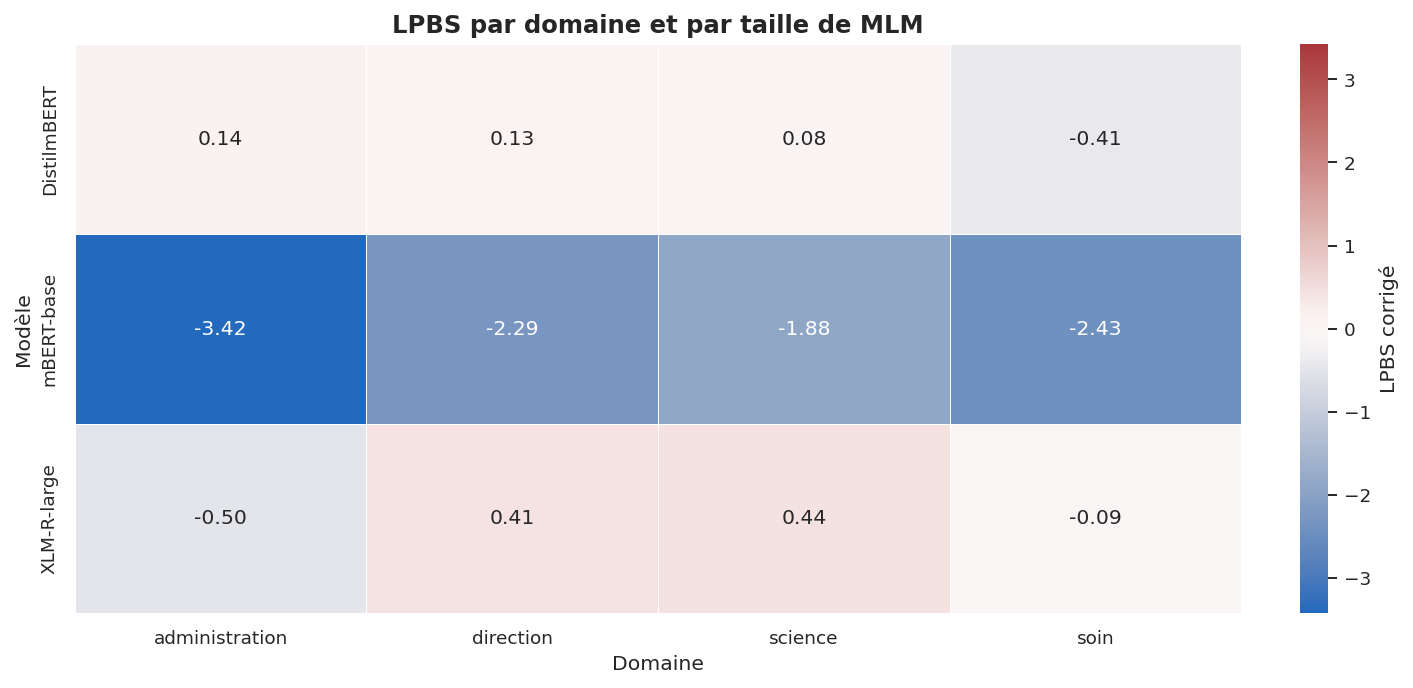 LPBS par domaine et par taille de MLM
Modèle
DistilmBERT
0.14 0.13 0.08 -0.41
mBERT-base
-3.42 -2.29 -1.88 -2.43
XLM-R-large
-0.50 0.41 0.44 -0.09
administration direction science soin
Domaine
3
2
1
0
−1
−2
−3
LPBS corrigé